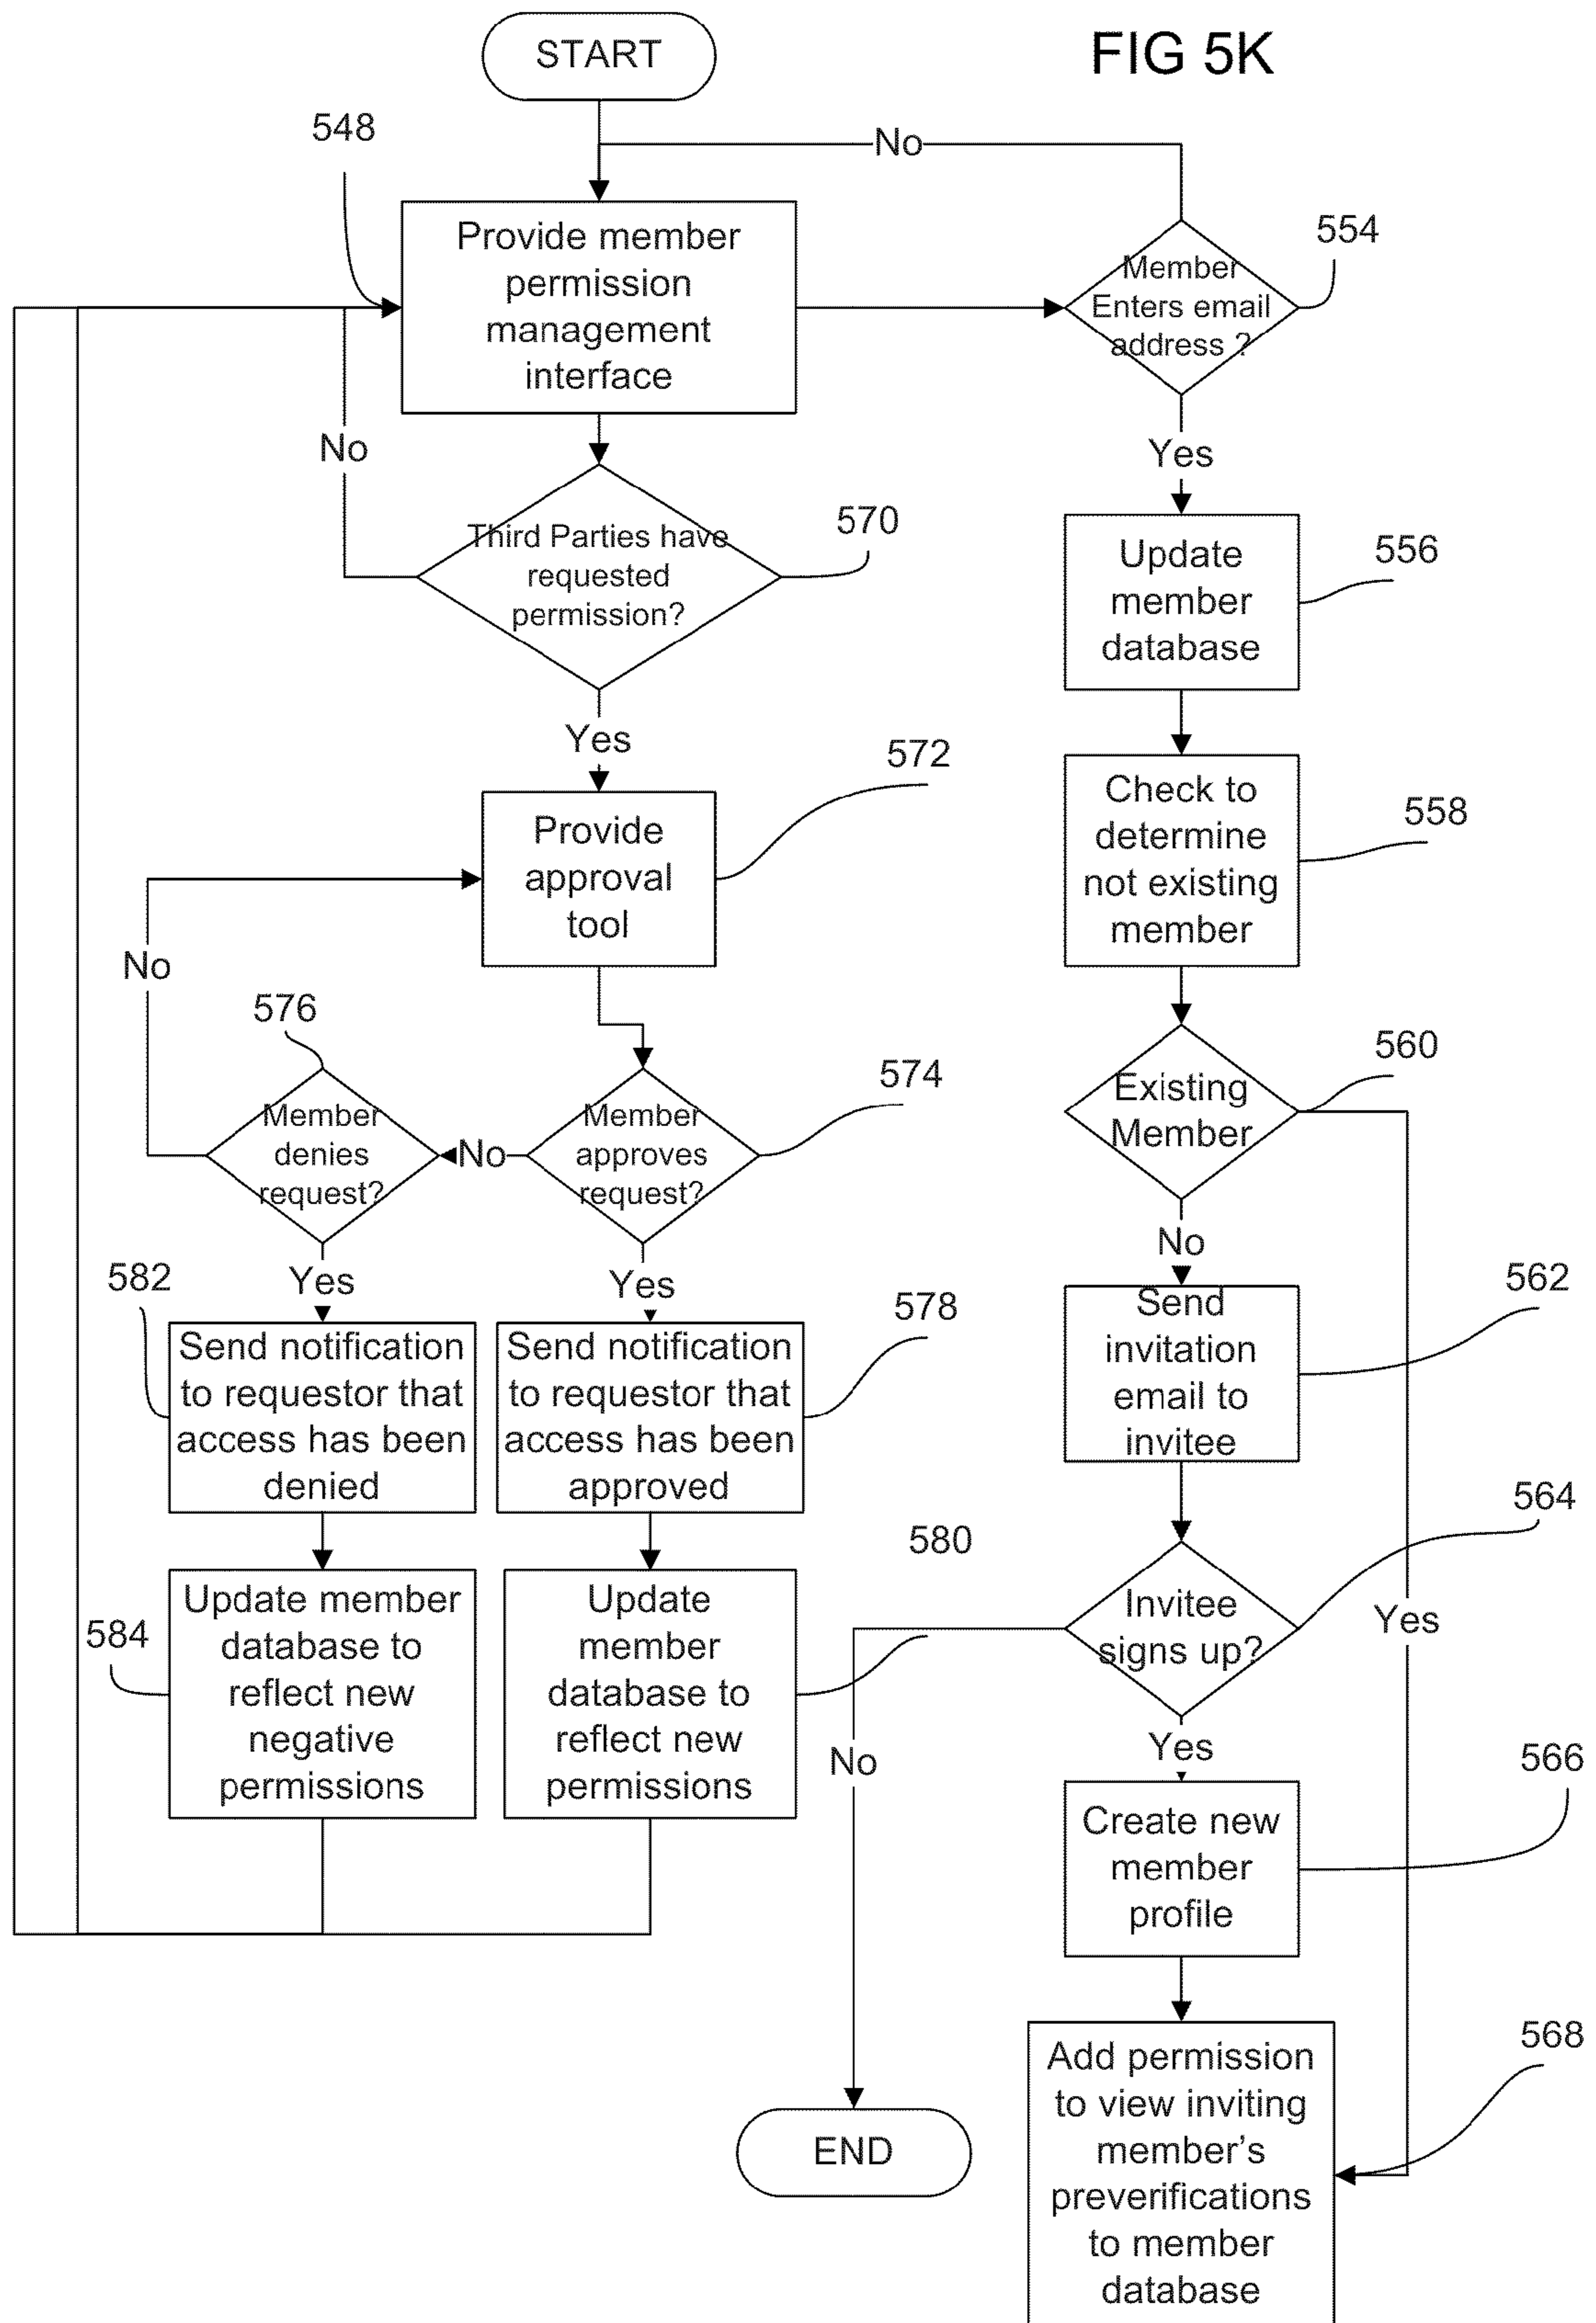 START
FIG 5K
548
No
Provide member
permission
management
interface
554
Member
Enters email
address ?
No
Yes
Third Parties have
requested
permission?
570
Update
member
database
556
Yes
572
Provide
approval
tool
Check to
determine
not existing
member
558
No
576
574
Existing
Member
560
Member
denies
request?
No
Member
approves
request?
No
582
Yes
Yes
578
Send
invitation
email to
invitee
562
Send notification
to requestor that
access has been
denied
Send notification
to requestor that
access has been
approved
564
580
Invitee
signs up?
Yes
584
Update member
database to
reflect new
negative
permissions
Update
member
database to
reflect new
permissions
No
Yes
566
Create new
member
profile
568
Add permission
to view inviting
member's
preverifications
to member
database
END